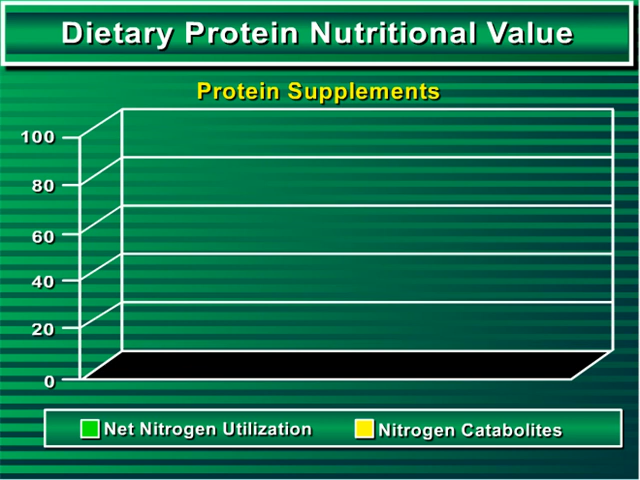 Dietary Protein Nutritional Value
Protein Supplements
100
80
60
40
20
0
Net Nitrogen Utilization
Nitrogen Catabolites